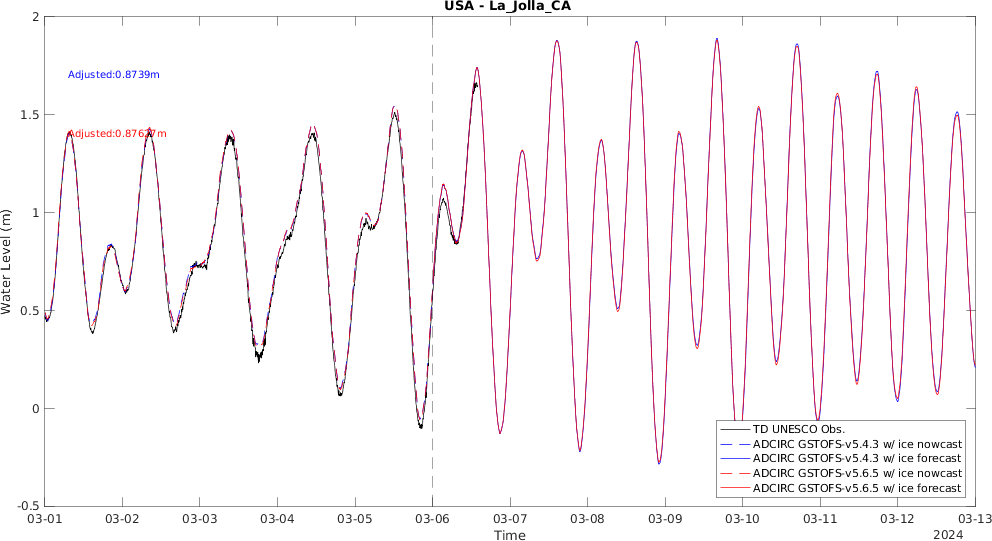 USA - La_Jolla_CA
Adjusted:0.8739m
Adjusted:0.87627m
Water Level (m)
2
1.5
1
0.5
0
-0.5
TD UNESCO Obs.
ADCIRC GSTOFS-v5.4.3 w/ ice nowcast
ADCIRC GSTOFS-v5.4.3 w/ ice forecast
ADCIRC GSTOFS-v5.6.5 w/ ice nowcast
ADCIRC GSTOFS-v5.6.5 w/ ice forecast
03-01 03-02 03-03 03-04 03-05 03-06 03-07 03-08 03-09 03-10 03-11 03-12 03-13
Time
2024